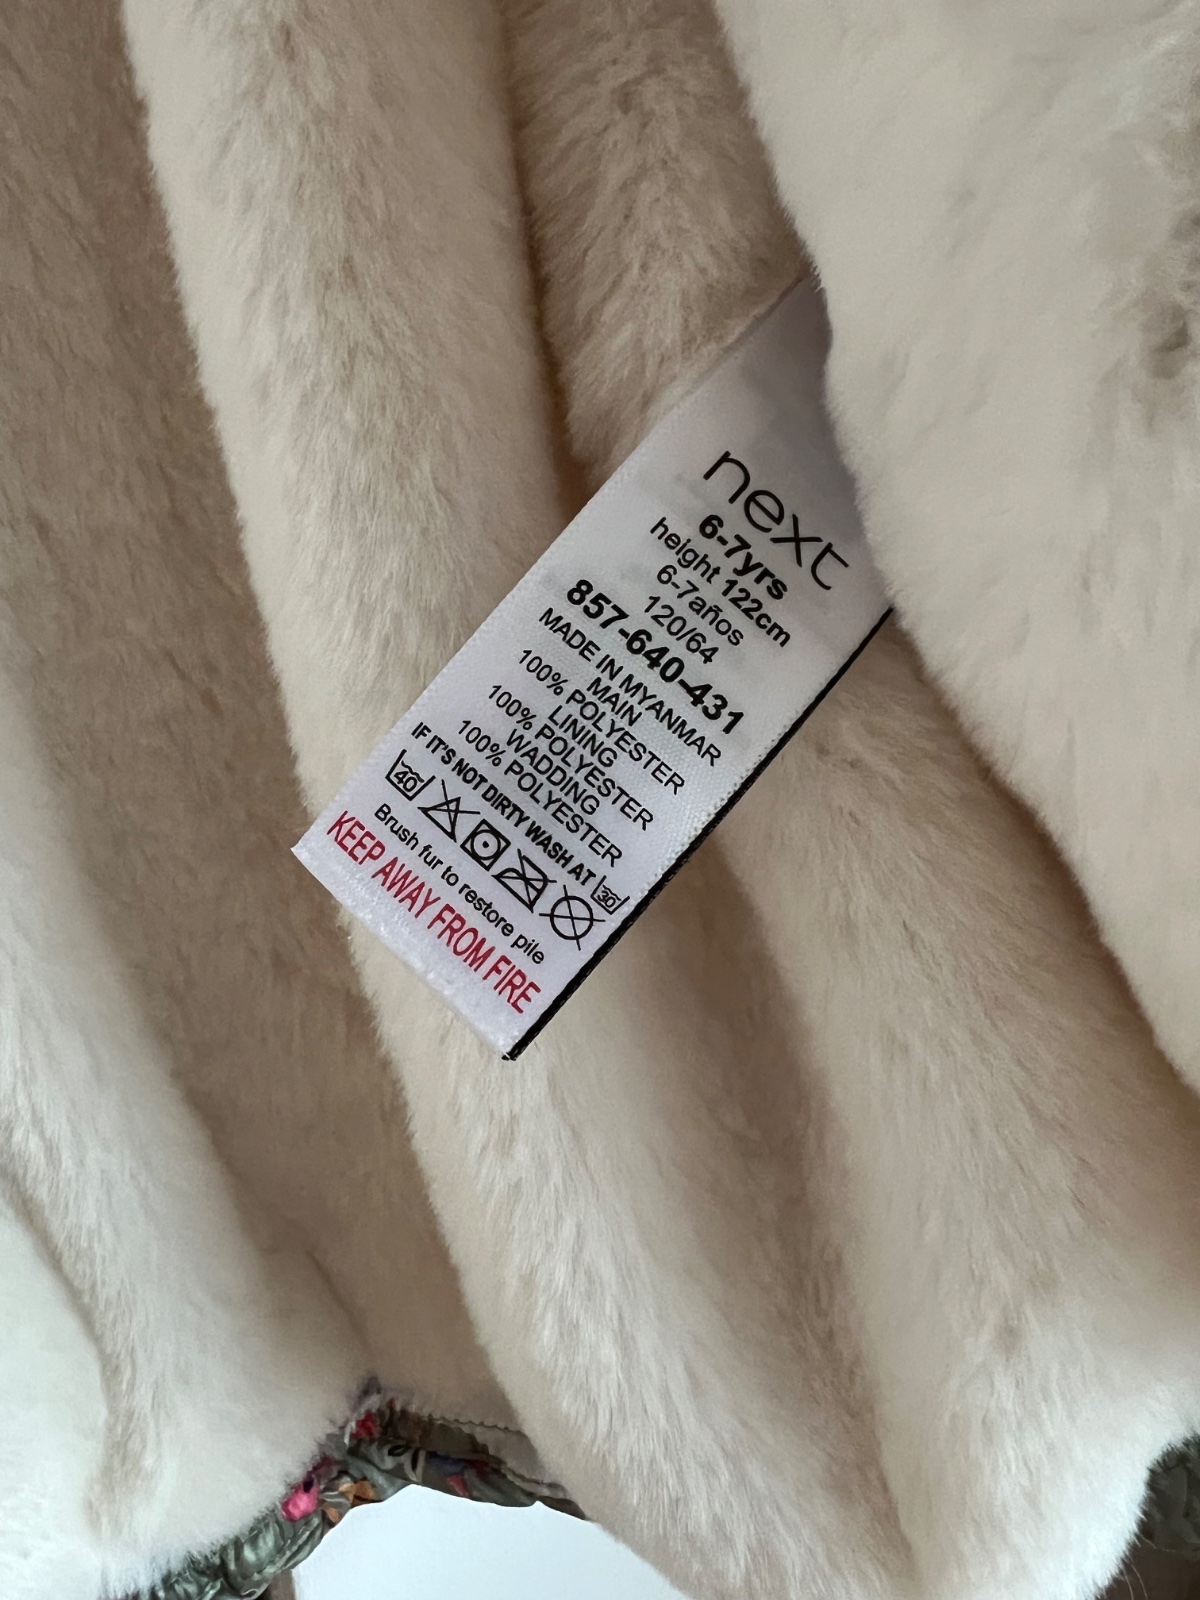 next
6-7yrs
height 122cm
6-7años
120/64
857-640-431
MADE IN MYANMAR
MAIN
100% POLYESTER
LINING
100% POLYESTER
WADDING
100% POLYESTER
IF IT'S NOT DIRTY WASH AT 30
40
Brush fur to restore pile
KEEP AWAY FROM FIRE